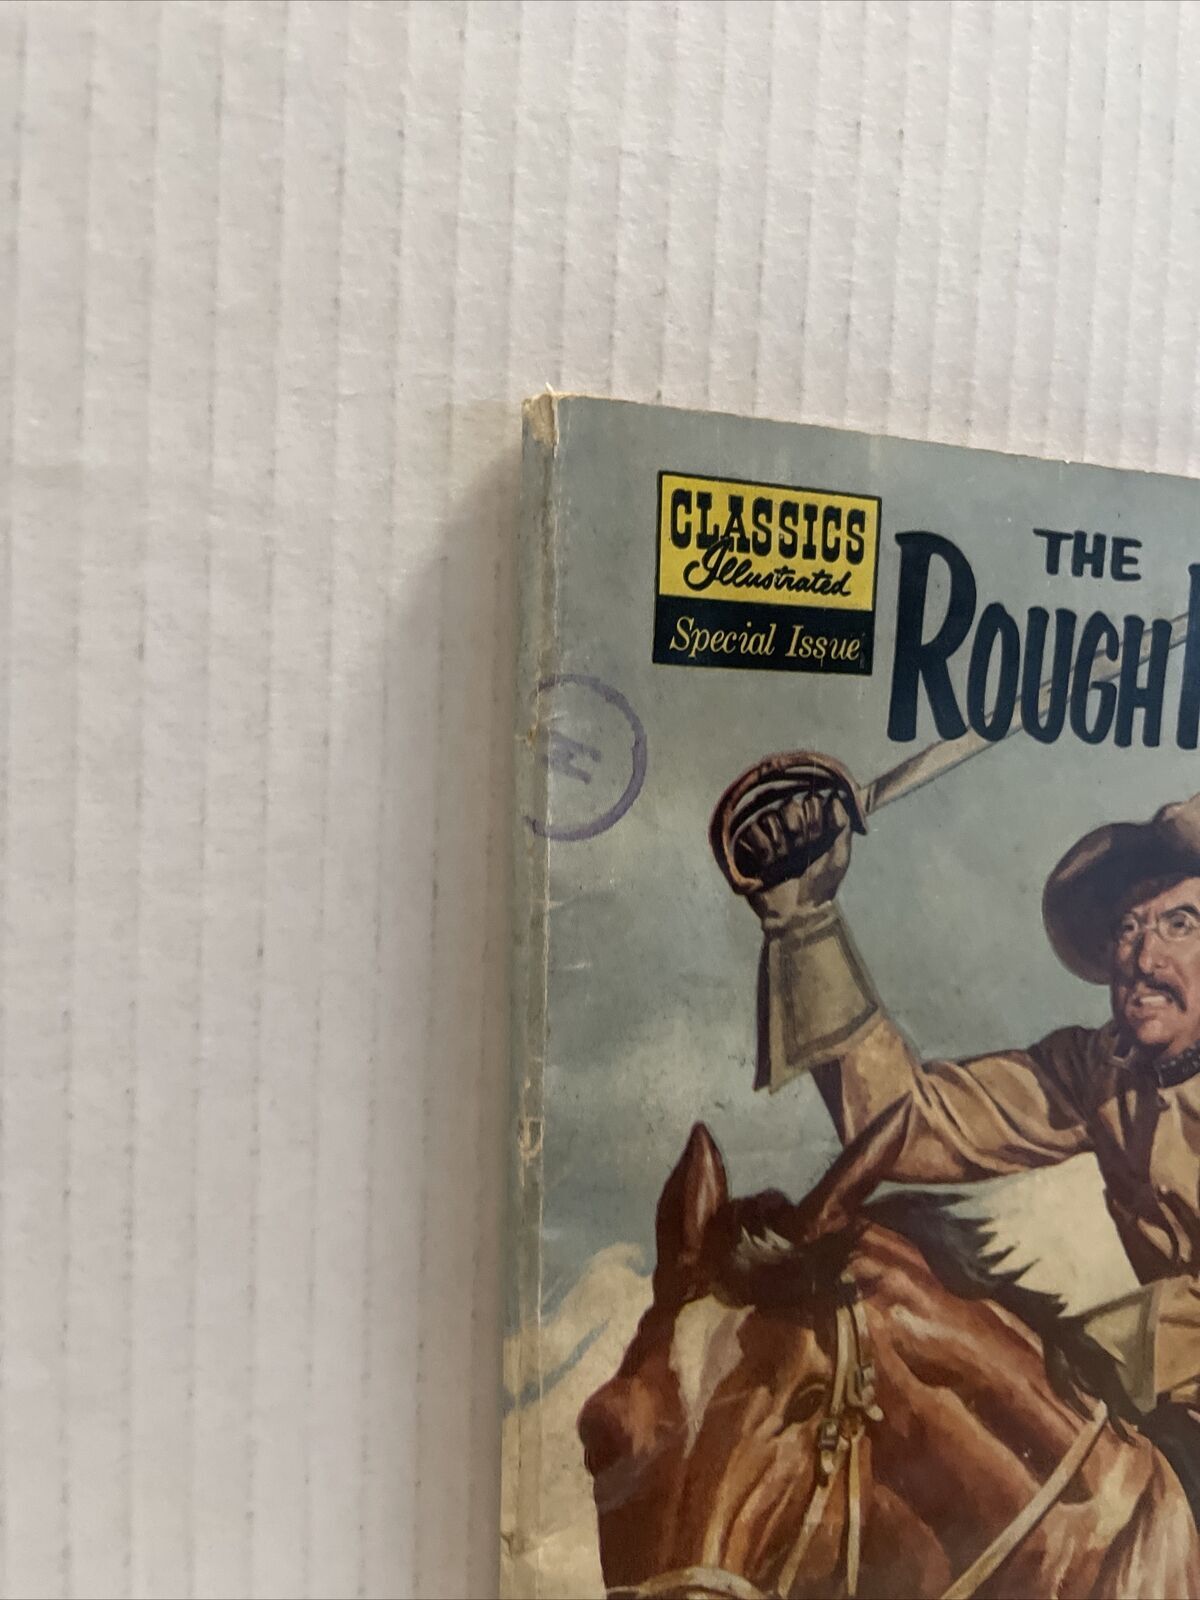 CLASSICS
Illustrated
Special Issue
THE
ROUGH